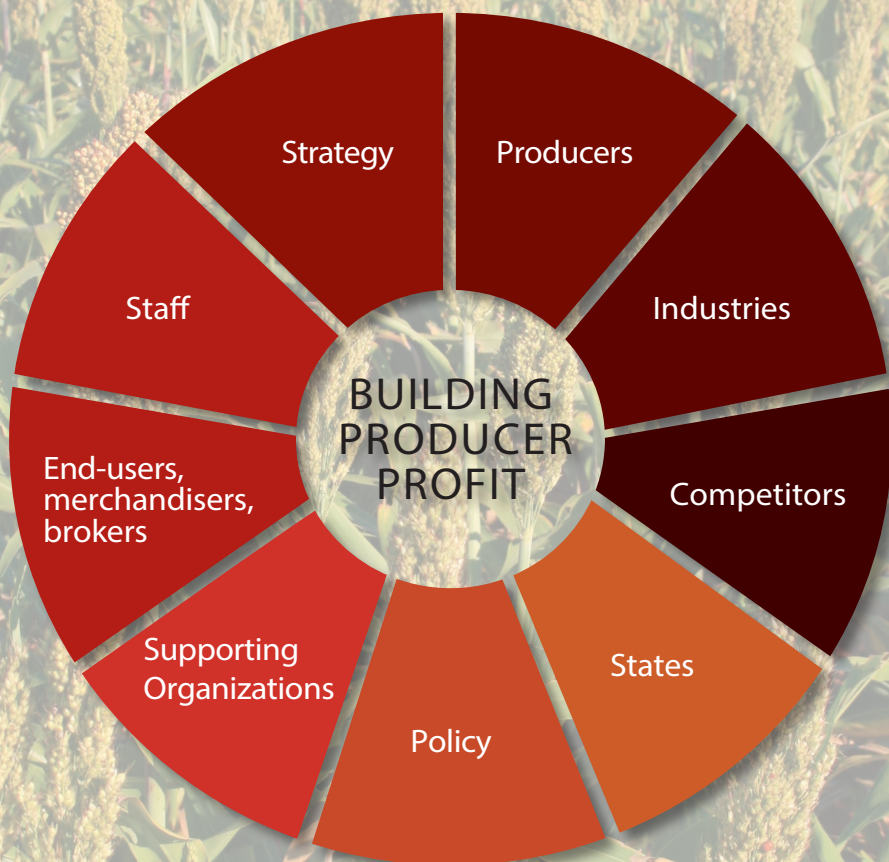 Strategy
Producers
Industries
Competitors
States
Policy
Supporting
Organizations
End-users,
merchandisers,
brokers
Staff
BUILDING
PRODUCER
PROFIT